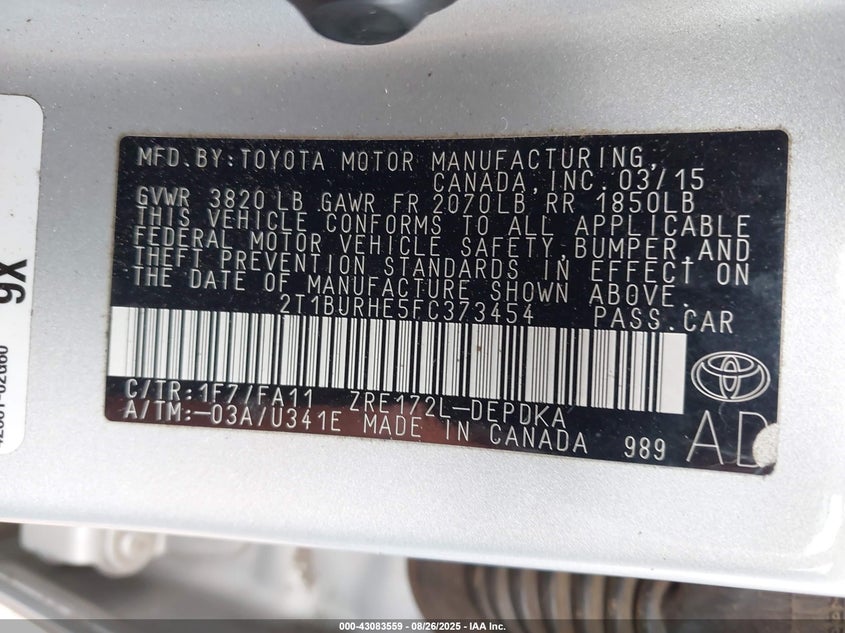 MFD.BY:TOYOTA MOTOR MANUFACTURING,
CANADA,INC.03/15
GVWR 3820LB GAWR FR 2070LB RR 1850LB
THIS VEHICLE CONFORMS TO ALL APPLICABLE
FEDERAL MOTOR VEHICLE SAFETY,BUMPER,AND
THEFT PREVENTION STANDARDS IN EFFECT ON
THE DATE OF MANUFACTURE SHOWN ABOVE.
2T1BURHE5FC373454 PASS.CAR
C/TR:1F7/FA11 ZRE172L-DEPDKA
A/TM:-03A/U341E MADE IN CANADA 989 AD
9X
000-43083559 - 08/26/2025 - IAA Inc.